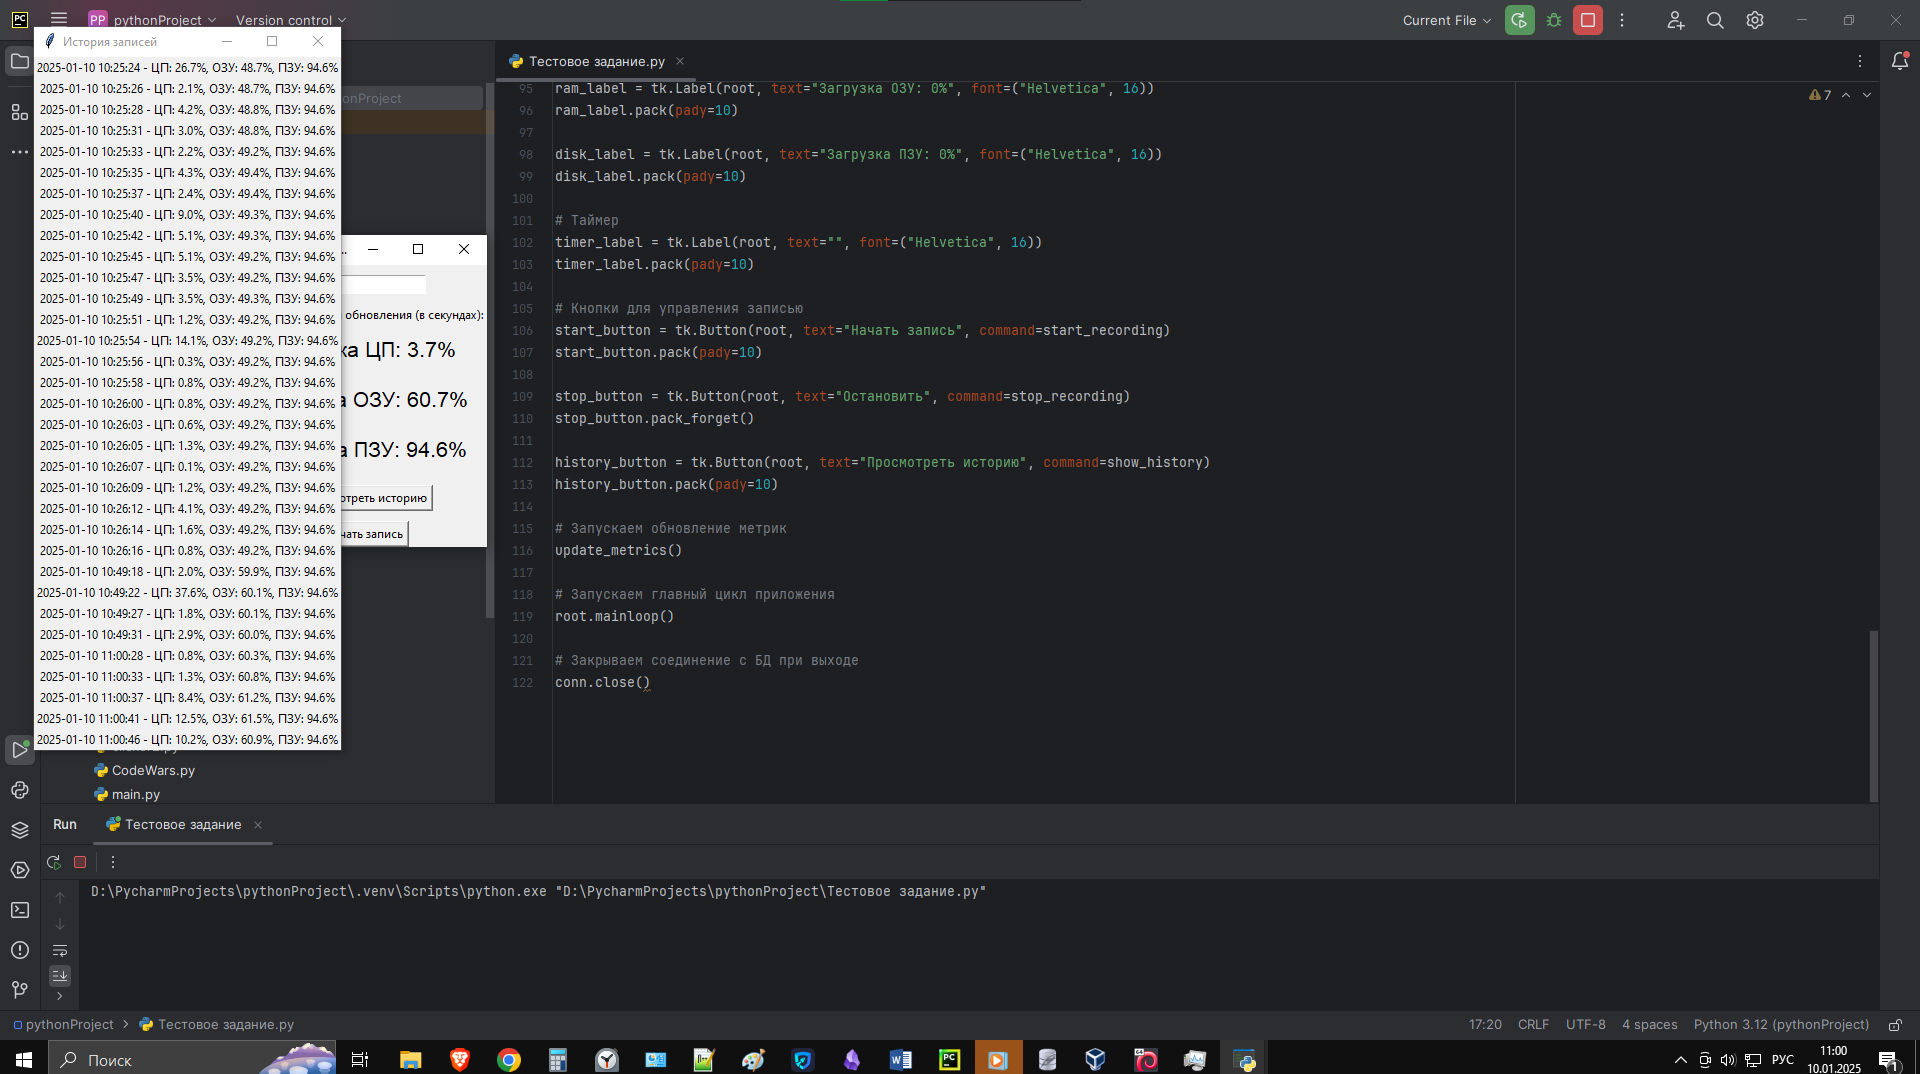 PC
PP pythonProject
Version control
Current File
История записей
2025-01-10 10:25:24 - ЦП: 26.7%, ОЗУ: 48.7%, ПЗУ: 94.6%
2025-01-10 10:25:26 - ЦП: 2.1%, ОЗУ: 48.7%, ПЗУ: 94.6%
2025-01-10 10:25:28 - ЦП: 4.2%, ОЗУ: 48.8%, ПЗУ: 94.6%
2025-01-10 10:25:31 - ЦП: 3.0%, ОЗУ: 48.8%, ПЗУ: 94.6%
2025-01-10 10:25:33 - ЦП: 2.2%, ОЗУ: 49.2%, ПЗУ: 94.6%
2025-01-10 10:25:35 - ЦП: 4.3%, ОЗУ: 49.4%, ПЗУ: 94.6%
2025-01-10 10:25:37 - ЦП: 2.4%, ОЗУ: 49.4%, ПЗУ: 94.6%
2025-01-10 10:25:40 - ЦП: 9.0%, ОЗУ: 49.3%, ПЗУ: 94.6%
2025-01-10 10:25:42 - ЦП: 5.1%, ОЗУ: 49.3%, ПЗУ: 94.6%
2025-01-10 10:25:45 - ЦП: 5.1%, ОЗУ: 49.2%, ПЗУ: 94.6%
2025-01-10 10:25:47 - ЦП: 3.5%, ОЗУ: 49.2%, ПЗУ: 94.6%
2025-01-10 10:25:49 - ЦП: 3.5%, ОЗУ: 49.3%, ПЗУ: 94.6%
2025-01-10 10:25:51 - ЦП: 1.2%, ОЗУ: 49.2%, ПЗУ: 94.6%
2025-01-10 10:25:54 - ЦП: 14.1%, ОЗУ: 49.2%, ПЗУ: 94.6%
2025-01-10 10:25:56 - ЦП: 0.3%, ОЗУ: 49.2%, ПЗУ: 94.6%
2025-01-10 10:25:58 - ЦП: 0.8%, ОЗУ: 49.2%, ПЗУ: 94.6%
2025-01-10 10:26:00 - ЦП: 0.8%, ОЗУ: 49.2%, ПЗУ: 94.6%
2025-01-10 10:26:03 - ЦП: 0.6%, ОЗУ: 49.2%, ПЗУ: 94.6%
2025-01-10 10:26:05 - ЦП: 1.3%, ОЗУ: 49.2%, ПЗУ: 94.6%
2025-01-10 10:26:07 - ЦП: 0.1%, ОЗУ: 49.2%, ПЗУ: 94.6%
2025-01-10 10:26:09 - ЦП: 1.2%, ОЗУ: 49.2%, ПЗУ: 94.6%
2025-01-10 10:26:12 - ЦП: 4.1%, ОЗУ: 49.2%, ПЗУ: 94.6%
2025-01-10 10:26:14 - ЦП: 1.6%, ОЗУ: 49.2%, ПЗУ: 94.6%
2025-01-10 10:26:16 - ЦП: 0.8%, ОЗУ: 49.2%, ПЗУ: 94.6%
2025-01-10 10:49:18 - ЦП: 2.0%, ОЗУ: 59.9%, ПЗУ: 94.6%
2025-01-10 10:49:22 - ЦП: 37.6%, ОЗУ: 60.1%, ПЗУ: 94.6%
2025-01-10 10:49:27 - ЦП: 1.8%, ОЗУ: 60.1%, ПЗУ: 94.6%
2025-01-10 10:49:31 - ЦП: 2.9%, ОЗУ: 60.0%, ПЗУ: 94.6%
2025-01-10 11:00:28 - ЦП: 0.8%, ОЗУ: 60.3%, ПЗУ: 94.6%
2025-01-10 11:00:33 - ЦП: 1.3%, ОЗУ: 60.8%, ПЗУ: 94.6%
2025-01-10 11:00:37 - ЦП: 8.4%, ОЗУ: 61.2%, ПЗУ: 94.6%
2025-01-10 11:00:41 - ЦП: 12.5%, ОЗУ: 61.5%, ПЗУ: 94.6%
2025-01-10 11:00:46 - ЦП: 10.2%, ОЗУ: 60.9%, ПЗУ: 94.6%
onProject
...
обновления (в секундах):
ка ЦП: 3.7%
а ОЗУ: 60.7%
а ПЗУ: 94.6%
отреть историю
чать запись
CodeWars.py
main.py
Тестовое задание.py
7
95 ram_label = tk.Label(root, text="Загрузка ОЗУ: 0%", font=("Helvetica", 16))
96 ram_label.pack(pady=10)
97
98 disk_label = tk.Label(root, text="Загрузка ПЗУ: 0%", font=("Helvetica", 16))
99 disk_label.pack(pady=10)
100
101 # Таймер
102 timer_label = tk.Label(root, text="", font=("Helvetica", 16))
103 timer_label.pack(pady=10)
104
105 # Кнопки для управления записью
106 start_button = tk.Button(root, text="Начать запись", command=start_recording)
107 start_button.pack(pady=10)
108
109 stop_button = tk.Button(root, text="Остановить", command=stop_recording)
110 stop_button.pack_forget()
111
112 history_button = tk.Button(root, text="Просмотреть историю", command=show_history)
113 history_button.pack(pady=10)
114
115 # Запускаем обновление метрик
116 update_metrics()
117
118 # Запускаем главный цикл приложения
119 root.mainloop()
120
121 # Закрываем соединение с БД при выходе
122 conn.close()
Run
Тестовое задание
D:\PycharmProjects\pythonProject\.venv\Scripts\python.exe "D:\PycharmProjects\pythonProject\Тестовое задание.py"
pythonProject
Тестовое задание.py
17:20
CRLF
UTF-8
4 spaces
Python 3.12 (pythonProject)
Поиск
РУС
11:00
10.01.2025
1